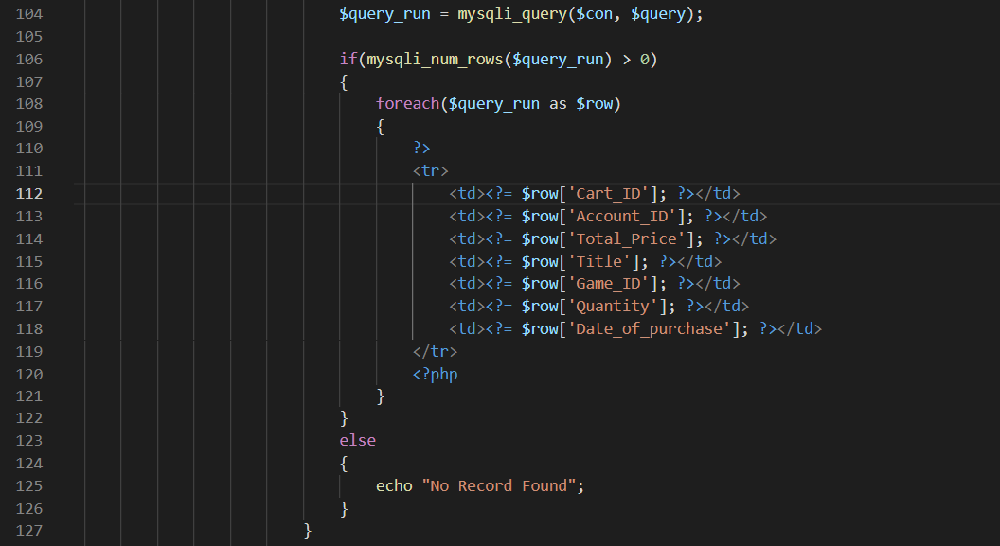 104 $query_run = mysqli_query($con, $query);
105
106 if(mysqli_num_rows($query_run) > 0)
107 {
108 foreach($query_run as $row)
109 {
110 ?>
111 <tr>
112 <td><?= $row['Cart_ID']; ?></td>
113 <td><?= $row['Account_ID']; ?></td>
114 <td><?= $row['Total_Price']; ?></td>
115 <td><?= $row['Title']; ?></td>
116 <td><?= $row['Game_ID']; ?></td>
117 <td><?= $row['Quantity']; ?></td>
118 <td><?= $row['Date_of_purchase']; ?></td>
119 </tr>
120 <?php
121 }
122 }
123 else
124 {
125 echo "No Record Found";
126 }
127 }